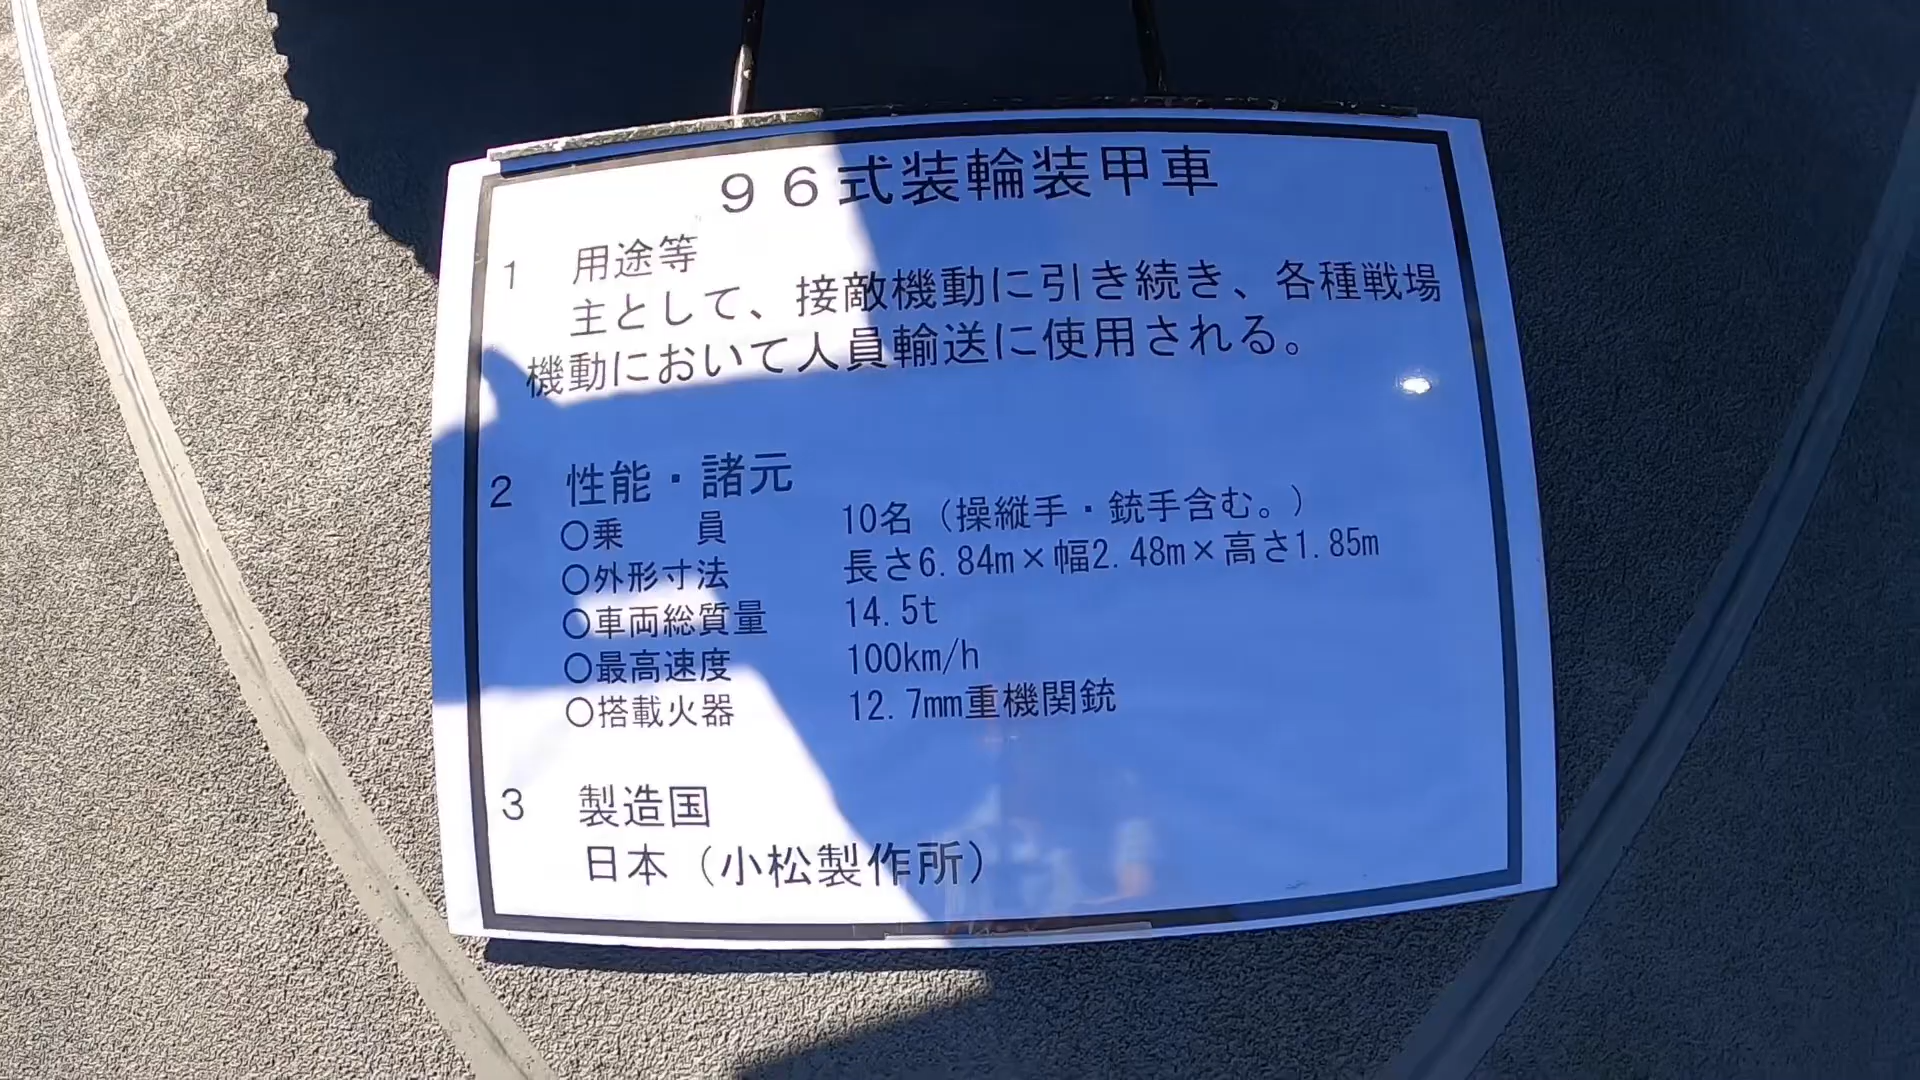 ９６式装輪装甲車
1 用途等
主として、接敵機動に引き続き、各種戦場
機動において人員輸送に使用される。
2 性能・諸元
○乗　員 10名（操縦手・銃手含む。）
○外形寸法 長さ6.84m×幅2.48m×高さ1.85m
○車両総質量 14.5t
○最高速度 100km/h
○搭載火器 12.7mm重機関銃
3 製造国
日本（小松製作所）